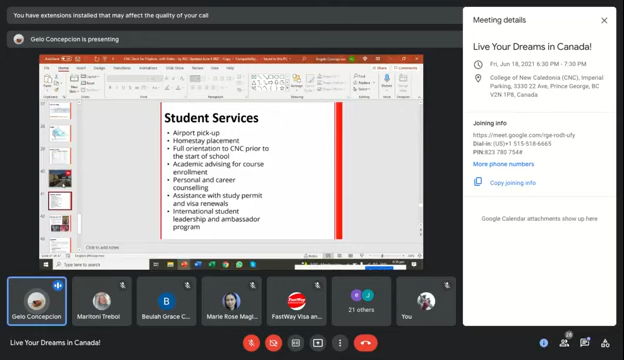 You have extensions installed that may affect the quality of your call
Gelo Concepcion is presenting
Student Services
• Airport pick-up
• Homestay placement
• Full orientation to CNC prior to
the start of school
• Academic advising for course
enrollment
• Personal and career
counselling
• Assistance with study permit
and visa renewals
• International student
leadership and ambassador
program
Click to add notes
Type here to search
Gelo Concepcion
Maritoni Trebol
B
Beulah Grace C...
Marie Rose Magl...
FastWay
FastWay Visa an...
e
J
21 others
You
Live Your Dreams in Canada!
Meeting details
Live Your Dreams in Canada!
Fri, Jun 18, 2021 6:30 PM - 7:30 PM
College of New Caledonia (CNC), Imperial
Parking, 3330 22 Ave, Prince George, BC
V2N 1P8, Canada
Joining info
https://meet.google.com/rge-rodt-ufy
Dial-in: (US)+1 515-518-6665
PIN: 823 780 754#
More phone numbers
Copy joining info
Google Calendar attachments show up here